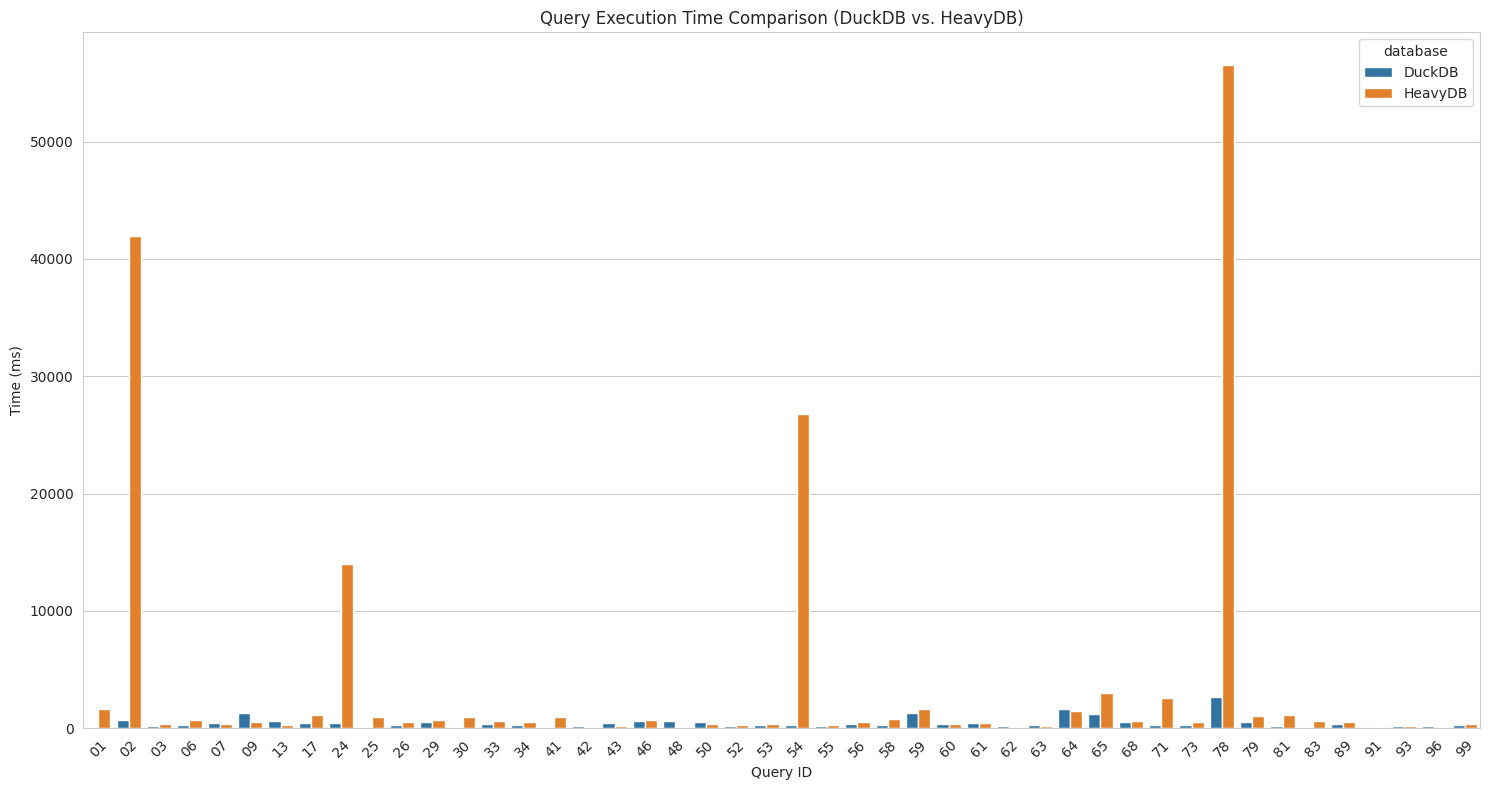 Query Execution Time Comparison (DuckDB vs. HeavyDB)
database
DuckDB
HeavyDB
Time (ms)
50000
40000
30000
20000
10000
0
01 02 03 06 07 09 13 17 24 25 26 29 30 33 34 41 42 43 46 48 50 52 53 54 55 56 58 59 60 61 62 63 64 65 68 71 73 78 79 81 83 89 91 93 96 99
Query ID